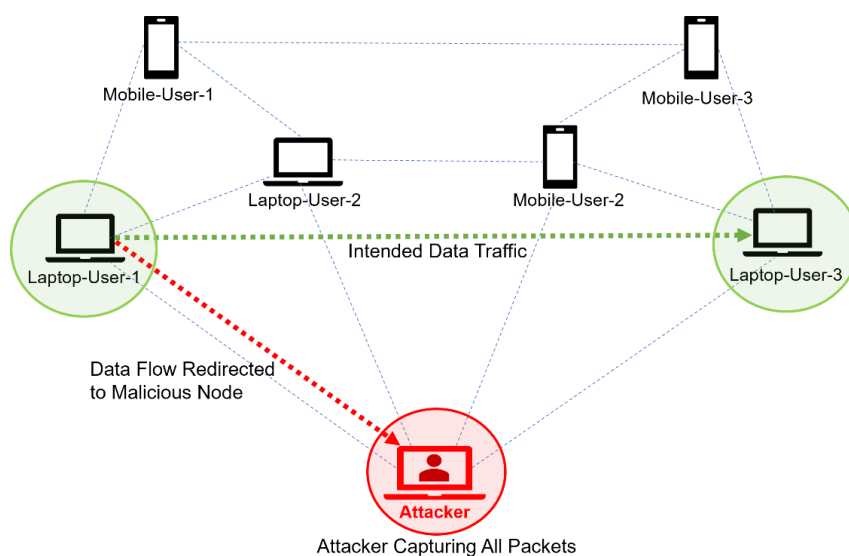 Mobile-User-1
Mobile-User-3
Laptop-User-2
Mobile-User-2
Intended Data Traffic
Laptop-User-1
Laptop-User-3
Data Flow Redirected
to Malicious Node
Attacker
Attacker Capturing All Packets